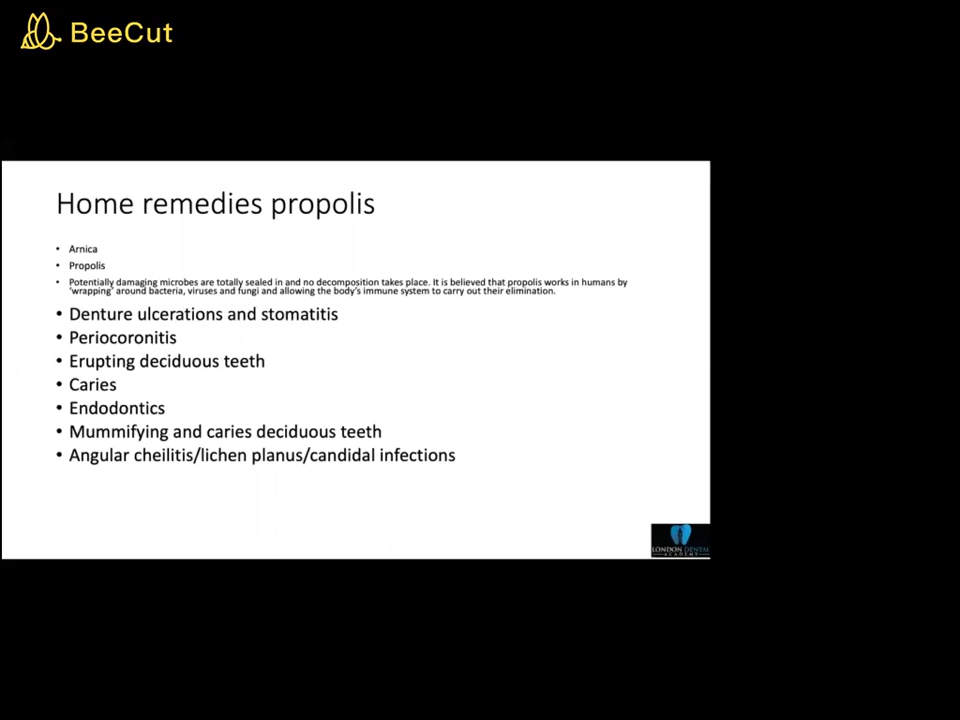 BeeCut
Home remedies propolis
• Arnica
• Propolis
• Potentially damaging microbes are totally sealed in and no decomposition takes place. It is believed that propolis works in humans by
'wrapping' around bacteria, viruses and fungi and allowing the body's immune system to carry out their elimination.
• Denture ulcerations and stomatitis
• Periocoronitis
• Erupting deciduous teeth
• Caries
• Endodontics
• Mummifying and caries deciduous teeth
• Angular cheilitis/lichen planus/candidal infections
LONDON DENTAL
ACADEMY